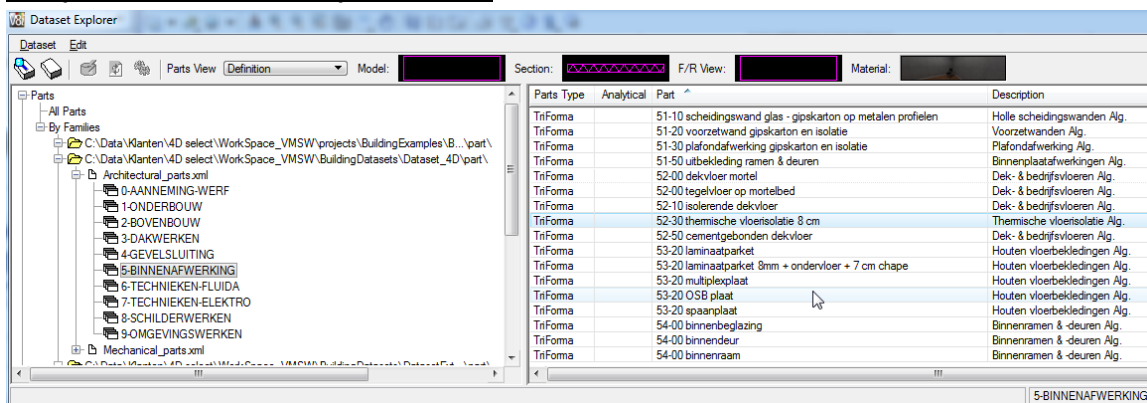 Dataset Explorer
Dataset Edit
Parts View Definition Model: Section: F/R View: Material:
Parts
All Parts
By Families
C:\Data\Klanten\4D select\WorkSpace_VMSW\projects\BuildingExamples\B...\part\
C:\Data\Klanten\4D select\WorkSpace_VMSW\BuildingDatasets\Dataset_4D\part\
Architectural_parts.xml
0-AANNEMING-WERF
1-ONDERBOUW
2-BOVENBOUW
3-DAKWERKEN
4-GEVELSLUITING
5-BINNENAFWERKING
6-TECHNIEKEN-FLUIDA
7-TECHNIEKEN-ELEKTRO
8-SCHILDERWERKEN
9-OMGEVINGSWERKEN
Mechanical_parts.xml
Parts Type Analytical Part Description
TriForma 51-10 scheidingswand glas - gipskarton op metalen profielen Holle scheidingswanden Alg.
TriForma 51-20 voorzetwand gipskarton en isolatie Voorzetwanden Alg.
TriForma 51-30 plafondafwerking gipskarton en isolatie Plafondafwerking Alg.
TriForma 51-50 uitbekleding ramen & deuren Binnenplaatafwerkingen Alg.
TriForma 52-00 dekvloer mortel Dek- & bedrijfsvloeren Alg.
TriForma 52-00 tegelvloer op mortelbed Dek- & bedrijfsvloeren Alg.
TriForma 52-10 isolerende dekvloer Dek- & bedrijfsvloeren Alg.
TriForma 52-30 thermische vloerisolatie 8 cm Thermische vloerisolatie Alg.
TriForma 52-50 cementgebonden dekvloer Dek- & bedrijfsvloeren Alg.
TriForma 53-20 laminaatparket Houten vloerbekledingen Alg.
TriForma 53-20 laminaatparket 8mm + ondervloer + 7 cm chape Houten vloerbekledingen Alg.
TriForma 53-20 multiplexplaat Houten vloerbekledingen Alg.
TriForma 53-20 OSB plaat Houten vloerbekledingen Alg.
TriForma 53-20 spaanplaat Houten vloerbekledingen Alg.
TriForma 54-00 binnenbeglazing Binnenramen & -deuren Alg.
TriForma 54-00 binnendeur Binnenramen & -deuren Alg.
TriForma 54-00 binnenraam Binnenramen & -deuren Alg.
5-BINNENAFWERKING